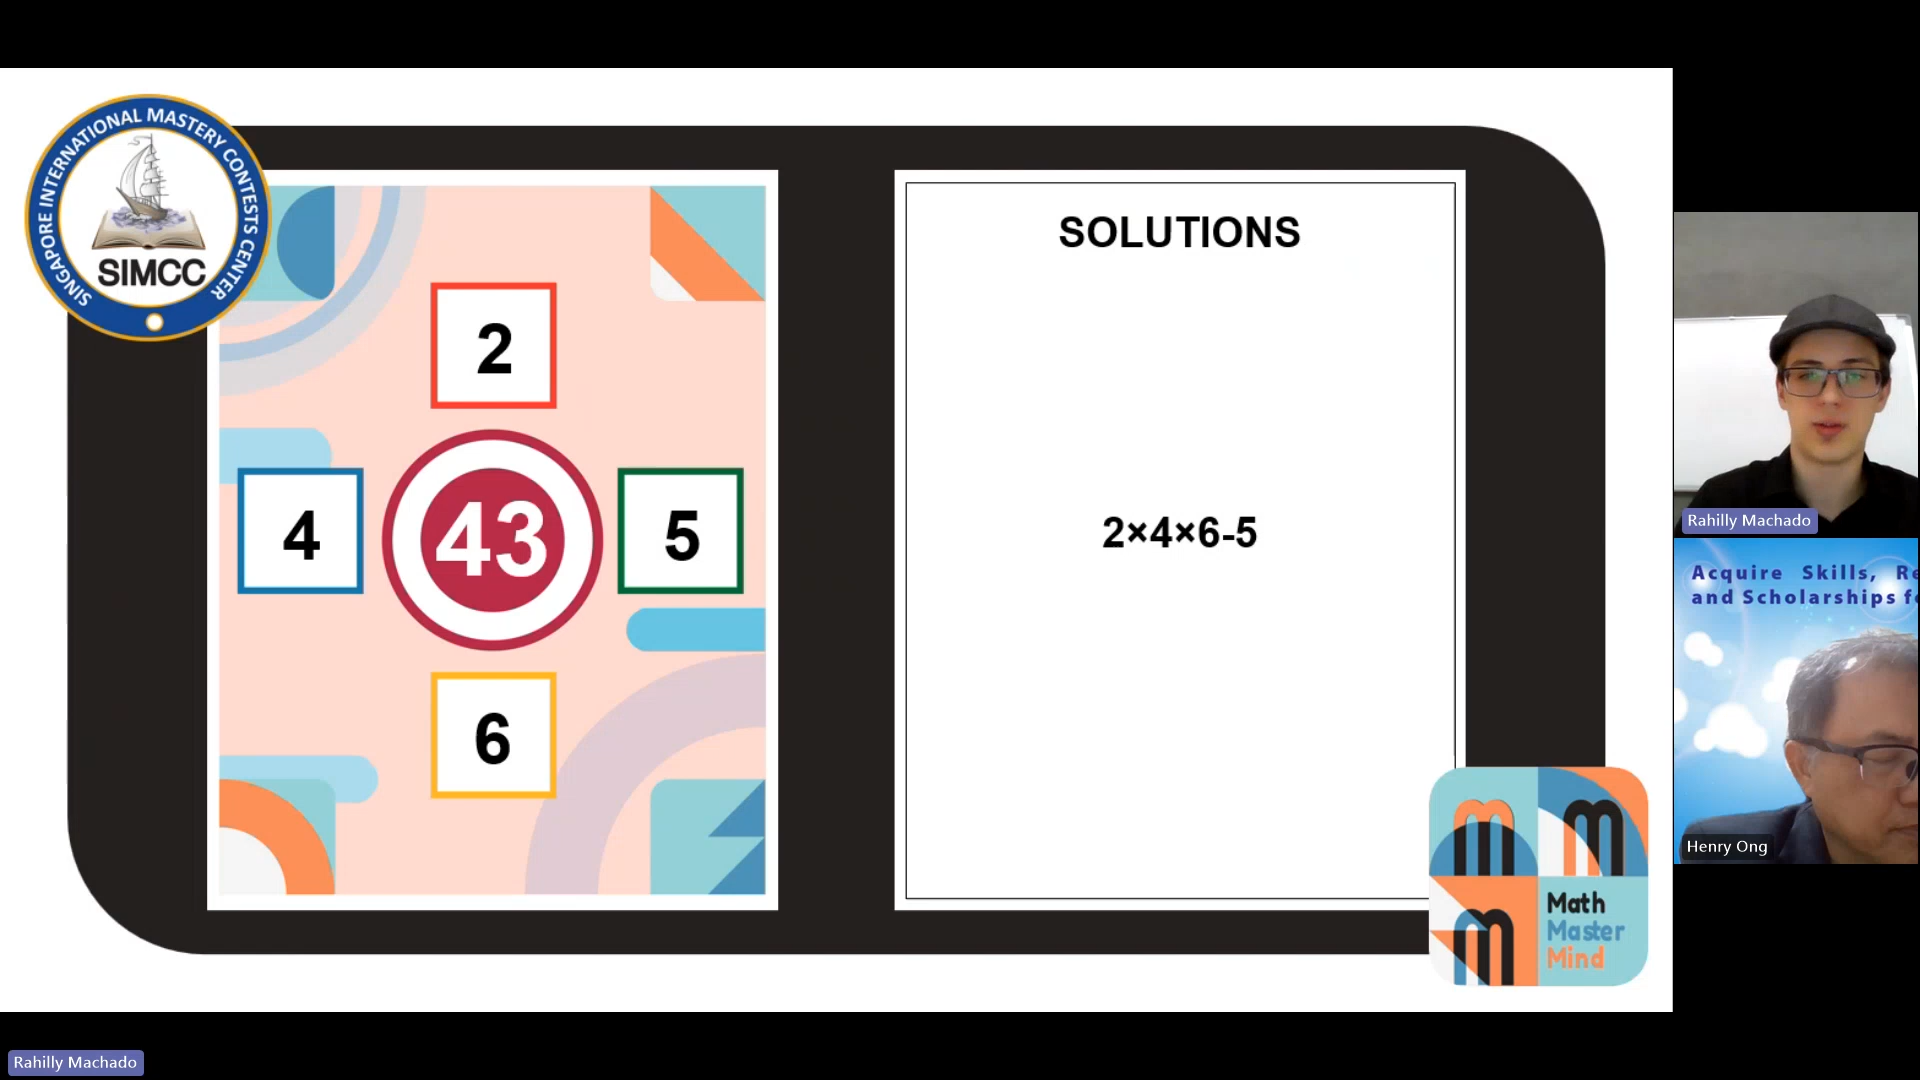 SINGAPORE INTERNATIONAL MASTERY CONTESTS CENTER
SIMCC
2
4
43
5
6
SOLUTIONS
2×4×6-5
Math
Master
Mind
Rahilly Machado
Acquire Skills,
and Scholarships
Henry Ong
Rahilly Machado